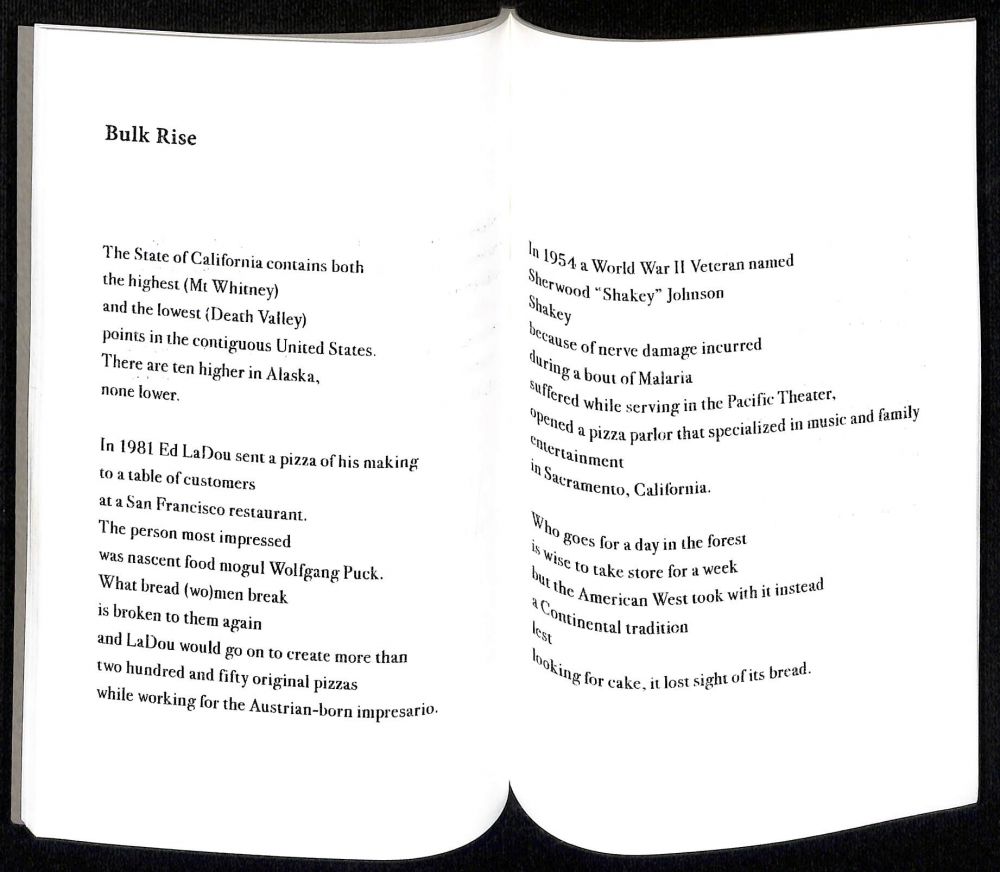 Bulk Rise
The State of California contains both
the highest (Mt Whitney)
and the lowest (Death Valley)
points in the contiguous United States.
There are ten higher in Alaska,
none lower.
In 1981 Ed LaDou sent a pizza of his making
to a table of customers
at a San Francisco restaurant.
The person most impressed
was nascent food mogul Wolfgang Puck.
What bread (wo)men break
is broken to them again
and LaDou would go on to create more than
two hundred and fifty original pizzas
while working for the Austrian-born impresario.
In 1954 a World War II Veteran named
Sherwood “Shakey” Johnson
Shakey
because of nerve damage incurred
during a bout of Malaria
suffered while serving in the Pacific Theater,
opened a pizza parlor that specialized in music and family
entertainment
in Sacramento, California.
Who goes for a day in the forest
is wise to take store for a week
but the American West took with it instead
a Continental tradition
lest
looking for cake, it lost sight of its bread.